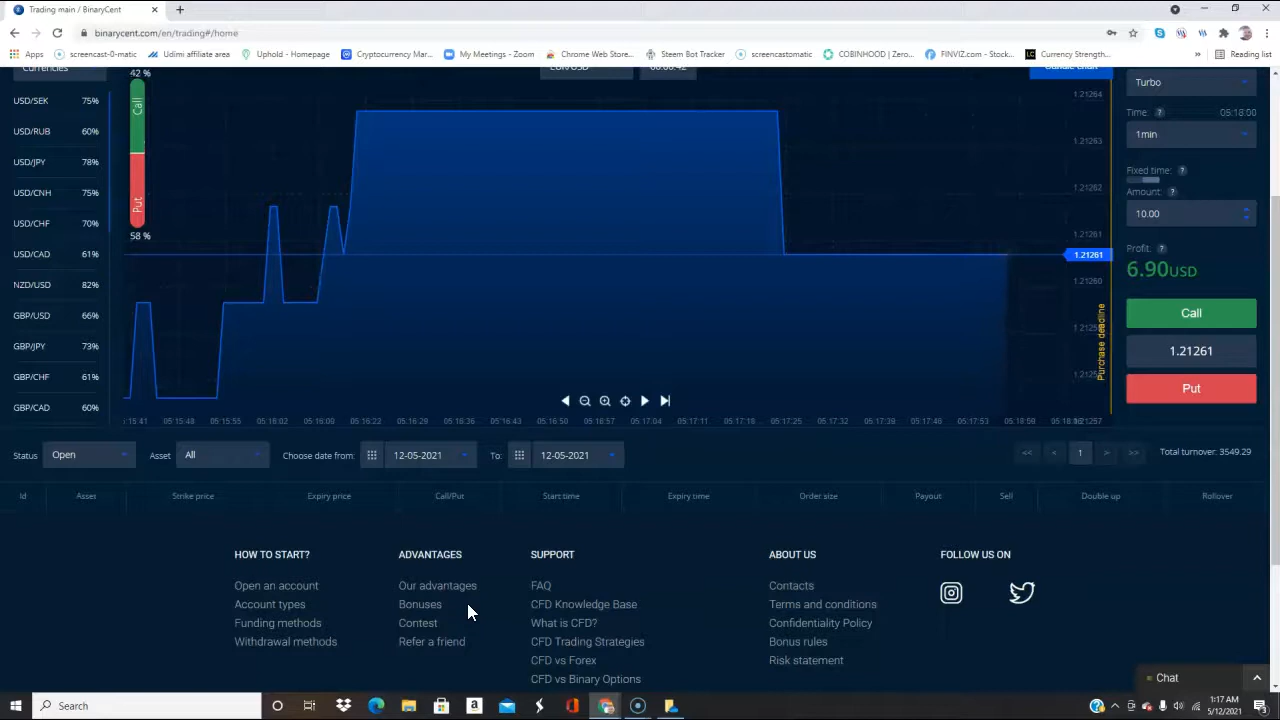 Trading main / BinaryCent
binarycent.com/en/trading#/home
Apps screencast-0-matic Udimi affiliate area Uphold - Homepage Cryptocurrency Mar... My Meetings - Zoom Chrome Web Store... Steem Bot Tracker screencastomatic COBINHOOD | Zero... FINVIZ.com - Stock... Currency Strength... » Reading list
Currencies
42 %
Call
Put
58 %
USD/SEK 75%
USD/RUB 60%
USD/JPY 78%
USD/CNH 75%
USD/CHF 70%
USD/CAD 61%
NZD/USD 82%
GBP/USD 66%
GBP/JPY 73%
GBP/CHF 61%
GBP/CAD 60%
1.21264
1.21263
1.21262
1.21261
1.21261
1.21260
Purchase deadline
:15:41 05:15:48 05:15:55 05:16:02 05:16:09 05:16:22 05:16:29 05:16:36 05:16:43 05:16:50 05:16:57 05:17:04 05:17:11 05:17:18 05:17:25 05:17:32 05:17:39 05:17:46 05:17:53
Turbo
Time: ? 05:18:00
1min
Fixed time: ?
Amount: ?
10.00
Profit: ?
6.90USD
Call
1.21261
Put
Status Open Asset All Choose date from: 12-05-2021 To: 12-05-2021 << < 1 > >> Total turnover: 3549.29
Id Asset Strike price Expiry price Call/Put Start time Expiry time Order size Payout Sell Double up Rollover
HOW TO START?
Open an account
Account types
Funding methods
Withdrawal methods
ADVANTAGES
Our advantages
Bonuses
Contest
Refer a friend
SUPPORT
FAQ
CFD Knowledge Base
What is CFD?
CFD Trading Strategies
CFD vs Forex
CFD vs Binary Options
ABOUT US
Contacts
Terms and conditions
Confidentiality Policy
Bonus rules
Risk statement
FOLLOW US ON
Chat
Search
1:17 AM
5/12/2021